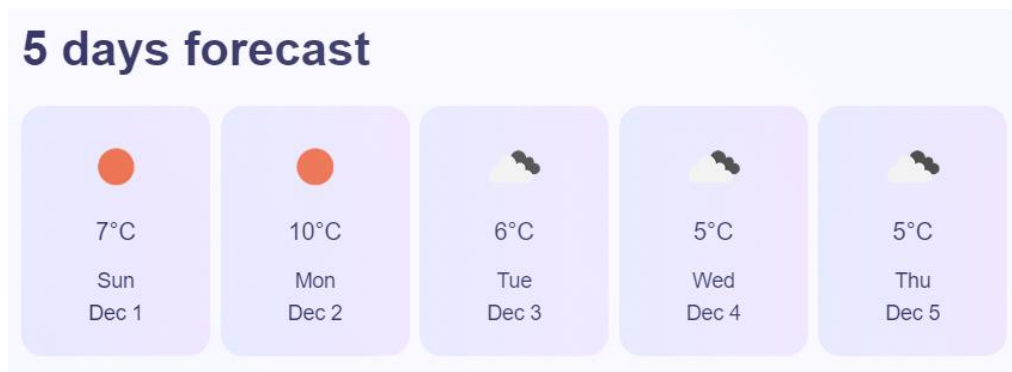 5 days forecast
7°C
Sun
Dec 1
10°C
Mon
Dec 2
6°C
Tue
Dec 3
5°C
Wed
Dec 4
5°C
Thu
Dec 5